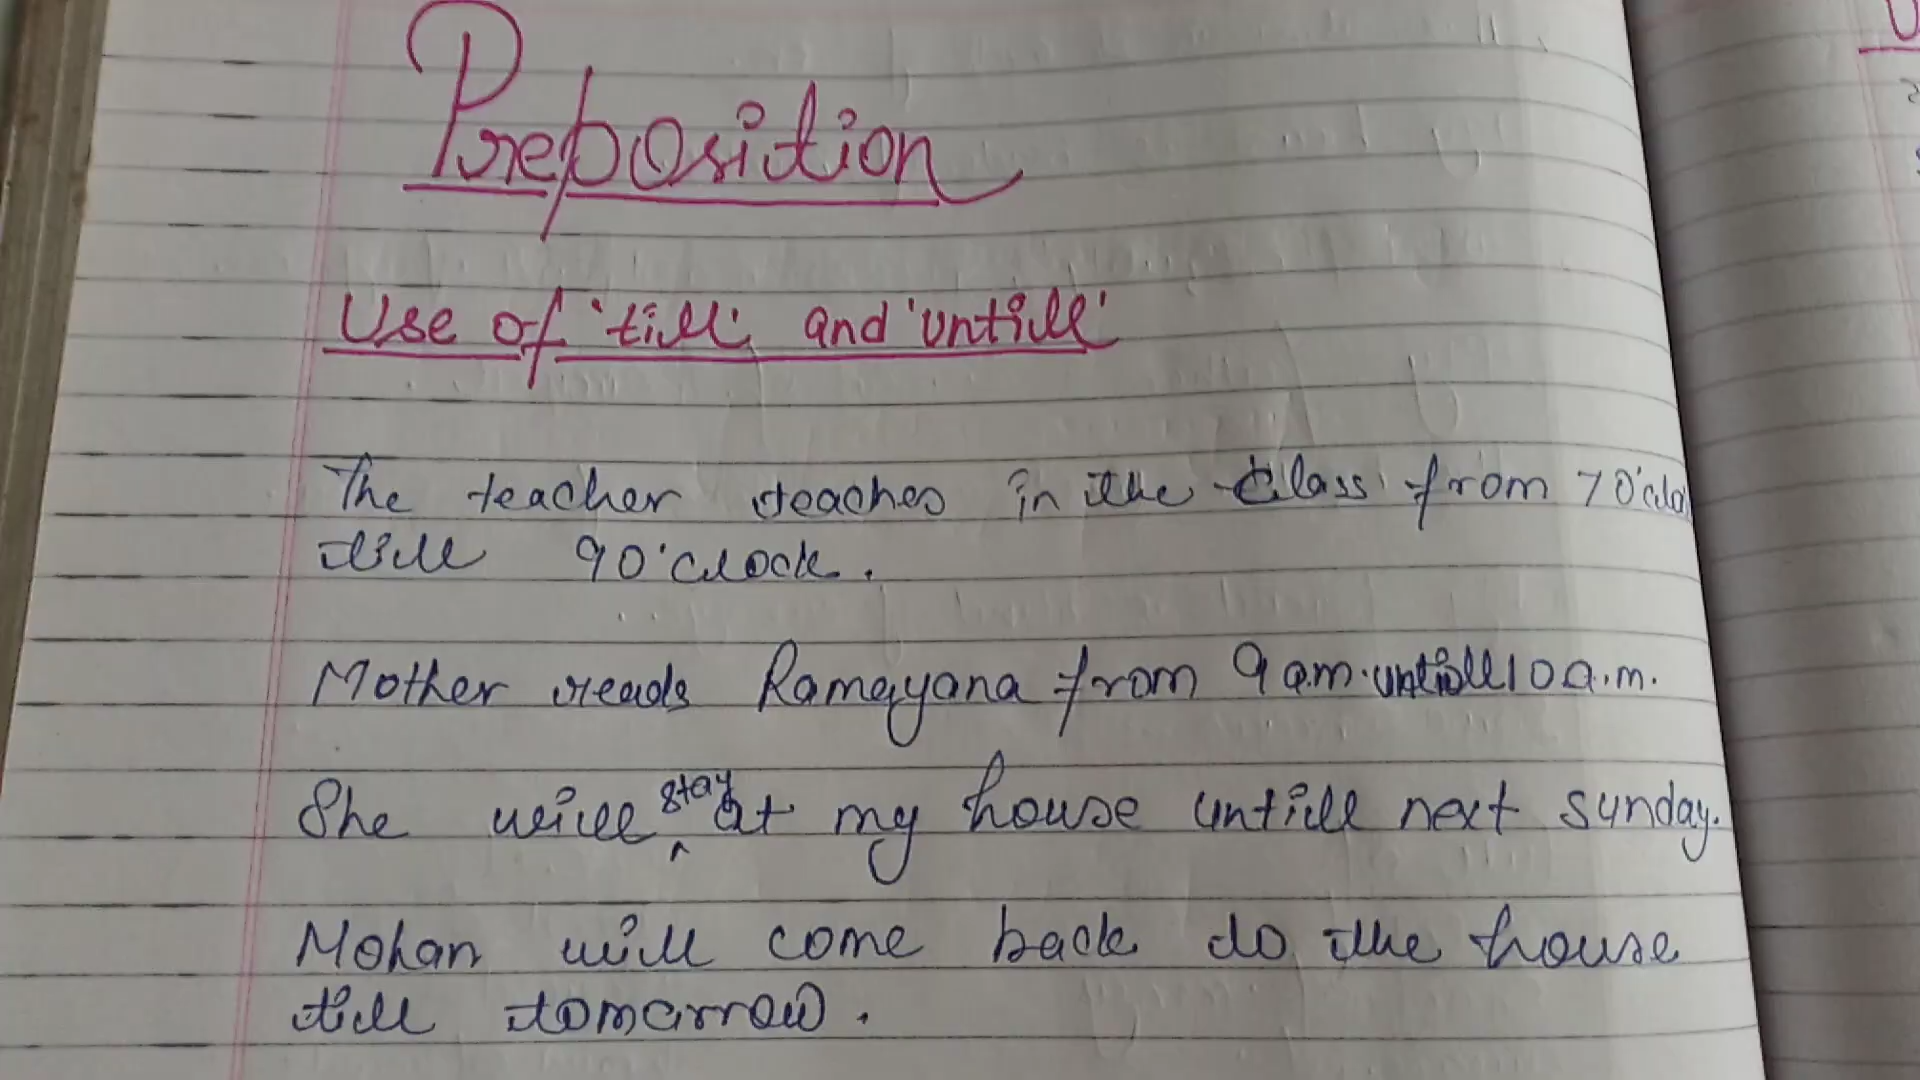 Preposition
Use of 'till' and 'untill'
The teacher teaches in the class from 7 O'clo
till 9 O'clock.
Mother reads Ramayana from 9 a.m. untill 10 a.m.
She will stay at my house untill next sunday.
Mohan will come back to the house
till tomorrow.